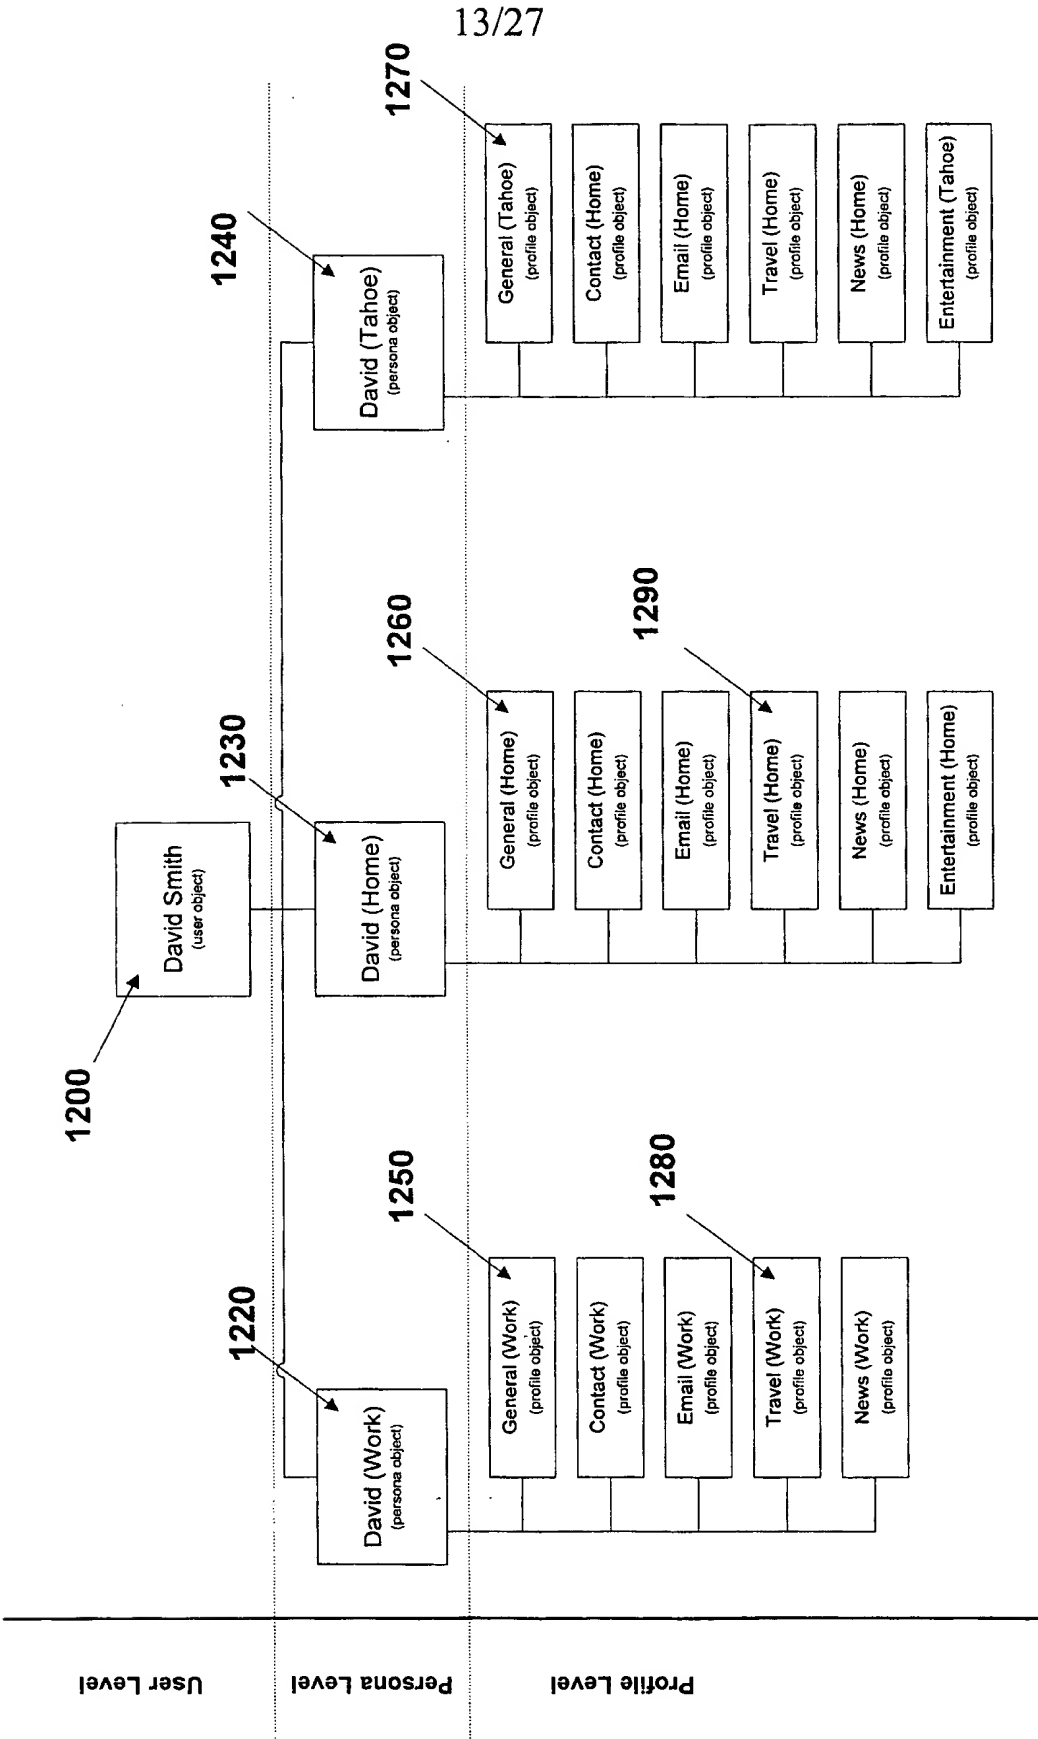 13/27
User Level
Persona Level
Profile Level
1200
David Smith
(user object)
1220
David (Work)
(persona object)
1230
David (Home)
(persona object)
1240
David (Tahoe)
(persona object)
1250
General (Work)
(profile object)
Contact (Work)
(profile object)
Email (Work)
(profile object)
1280
Travel (Work)
(profile object)
News (Work)
(profile object)
1260
General (Home)
(profile object)
Contact (Home)
(profile object)
Email (Home)
(profile object)
1290
Travel (Home)
(profile object)
News (Home)
(profile object)
Entertainment (Home)
(profile object)
1270
General (Tahoe)
(profile object)
Contact (Home)
(profile object)
Email (Home)
(profile object)
Travel (Home)
(profile object)
News (Home)
(profile object)
Entertainment (Tahoe)
(profile object)